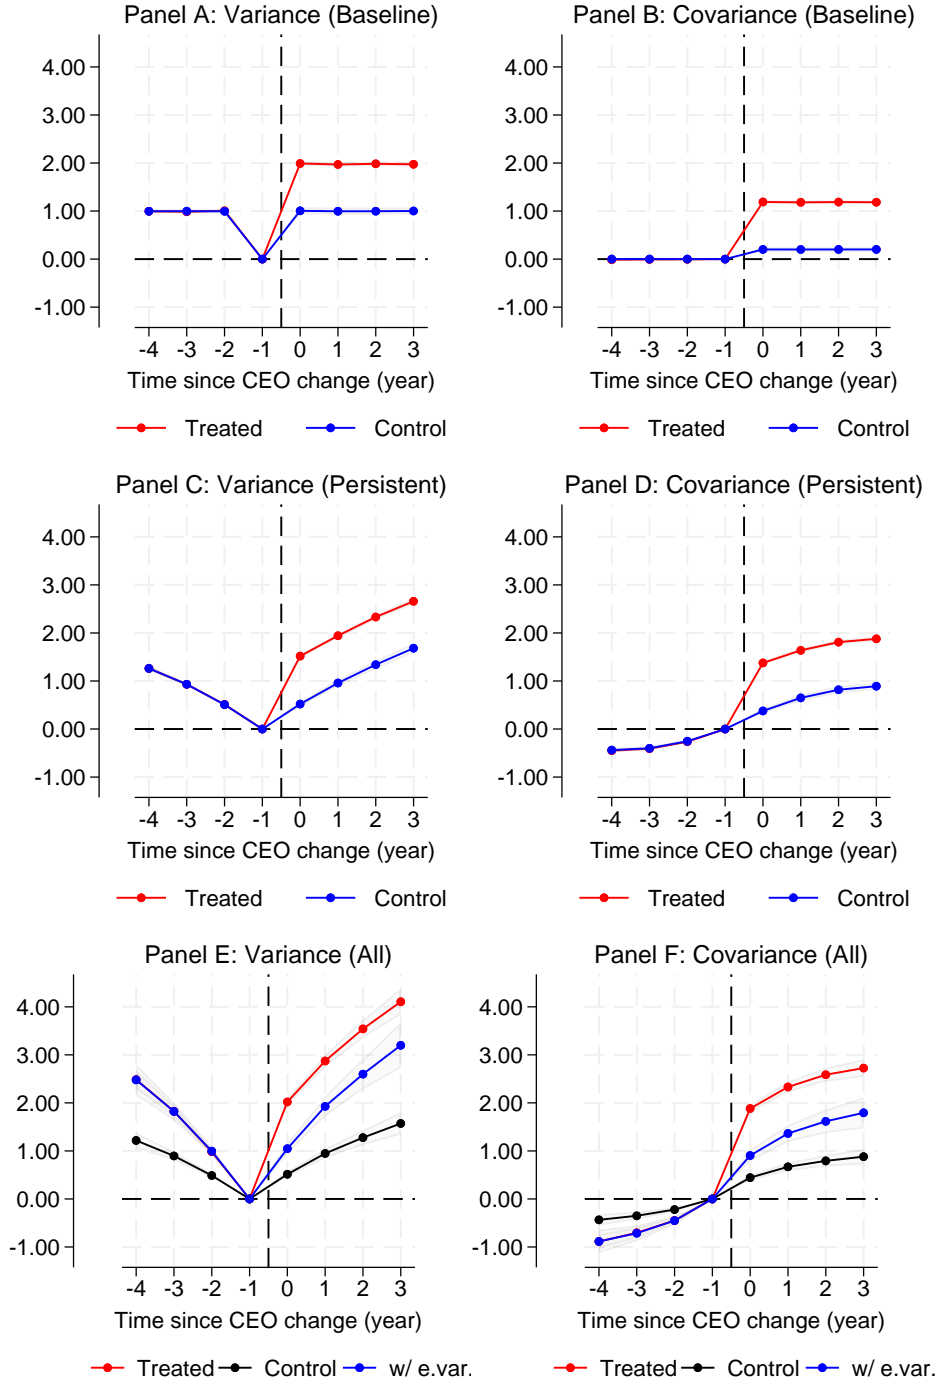 Panel A: Variance (Baseline)
4.00
3.00
2.00
1.00
0.00
-1.00
-4 -3 -2 -1 0 1 2 3
Time since CEO change (year)
Treated Control
Panel B: Covariance (Baseline)
4.00
3.00
2.00
1.00
0.00
-1.00
-4 -3 -2 -1 0 1 2 3
Time since CEO change (year)
Treated Control
Panel C: Variance (Persistent)
4.00
3.00
2.00
1.00
0.00
-1.00
-4 -3 -2 -1 0 1 2 3
Time since CEO change (year)
Treated Control
Panel D: Covariance (Persistent)
4.00
3.00
2.00
1.00
0.00
-1.00
-4 -3 -2 -1 0 1 2 3
Time since CEO change (year)
Treated Control
Panel E: Variance (All)
4.00
3.00
2.00
1.00
0.00
-1.00
-4 -3 -2 -1 0 1 2 3
Time since CEO change (year)
Treated Control w/ e.var.
Panel F: Covariance (All)
4.00
3.00
2.00
1.00
0.00
-1.00
-4 -3 -2 -1 0 1 2 3
Time since CEO change (year)
Treated Control w/ e.var.